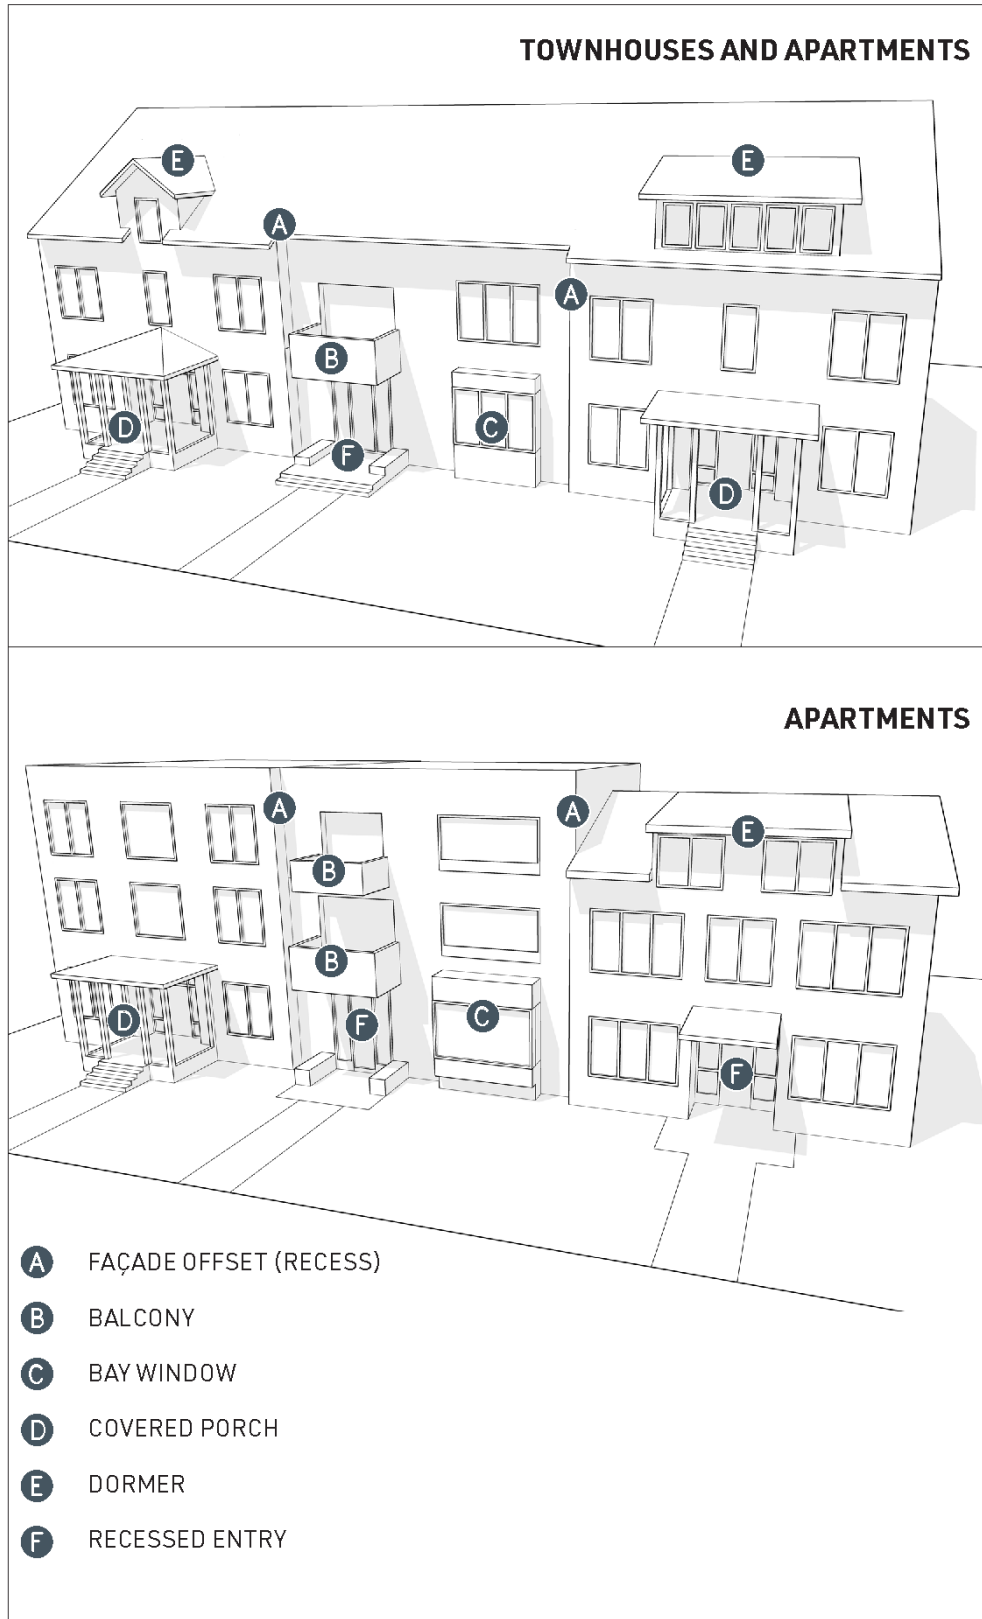 TOWNHOUSES AND APARTMENTS
E
E
A
A
B
C
D
F
D
APARTMENTS
A
A
E
B
B
D
F
C
F
A FAÇADE OFFSET (RECESS)
B BALCONY
C BAY WINDOW
D COVERED PORCH
E DORMER
F RECESSED ENTRY